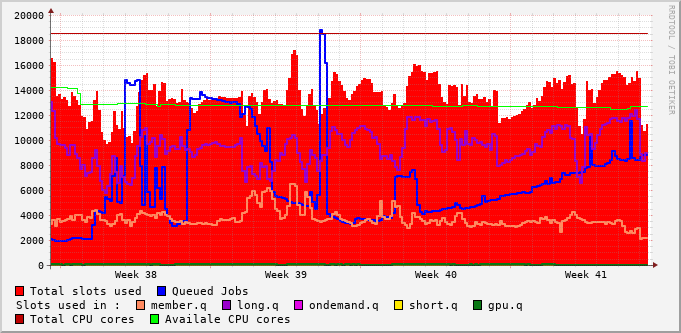 20000
18000
16000
14000
12000
10000
8000
6000
4000
2000
0
RRDTOOL / TOBI OETIKER
Week 38 Week 39 Week 40 Week 41
Total slots used Queued Jobs
Slots used in : member.q long.q ondemand.q short.q gpu.q
Total CPU cores Availale CPU cores